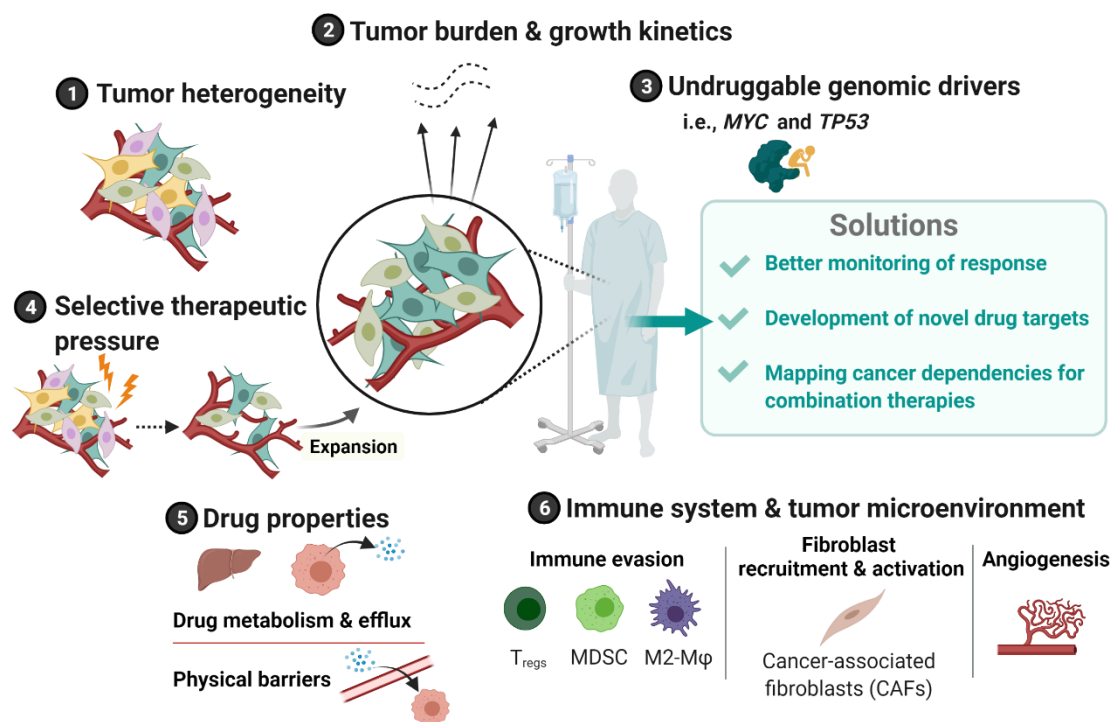 1 Tumor heterogeneity
2 Tumor burden & growth kinetics
3 Undruggable genomic drivers
i.e., MYC and TP53
Solutions
Better monitoring of response
Development of novel drug targets
Mapping cancer dependencies for
combination therapies
4 Selective therapeutic
pressure
Expansion
5 Drug properties
Drug metabolism & efflux
Physical barriers
6 Immune system & tumor microenvironment
Immune evasion
Tregs MDSC M2-Mφ
Fibroblast
recruitment & activation
Cancer-associated
fibroblasts (CAFs)
Angiogenesis